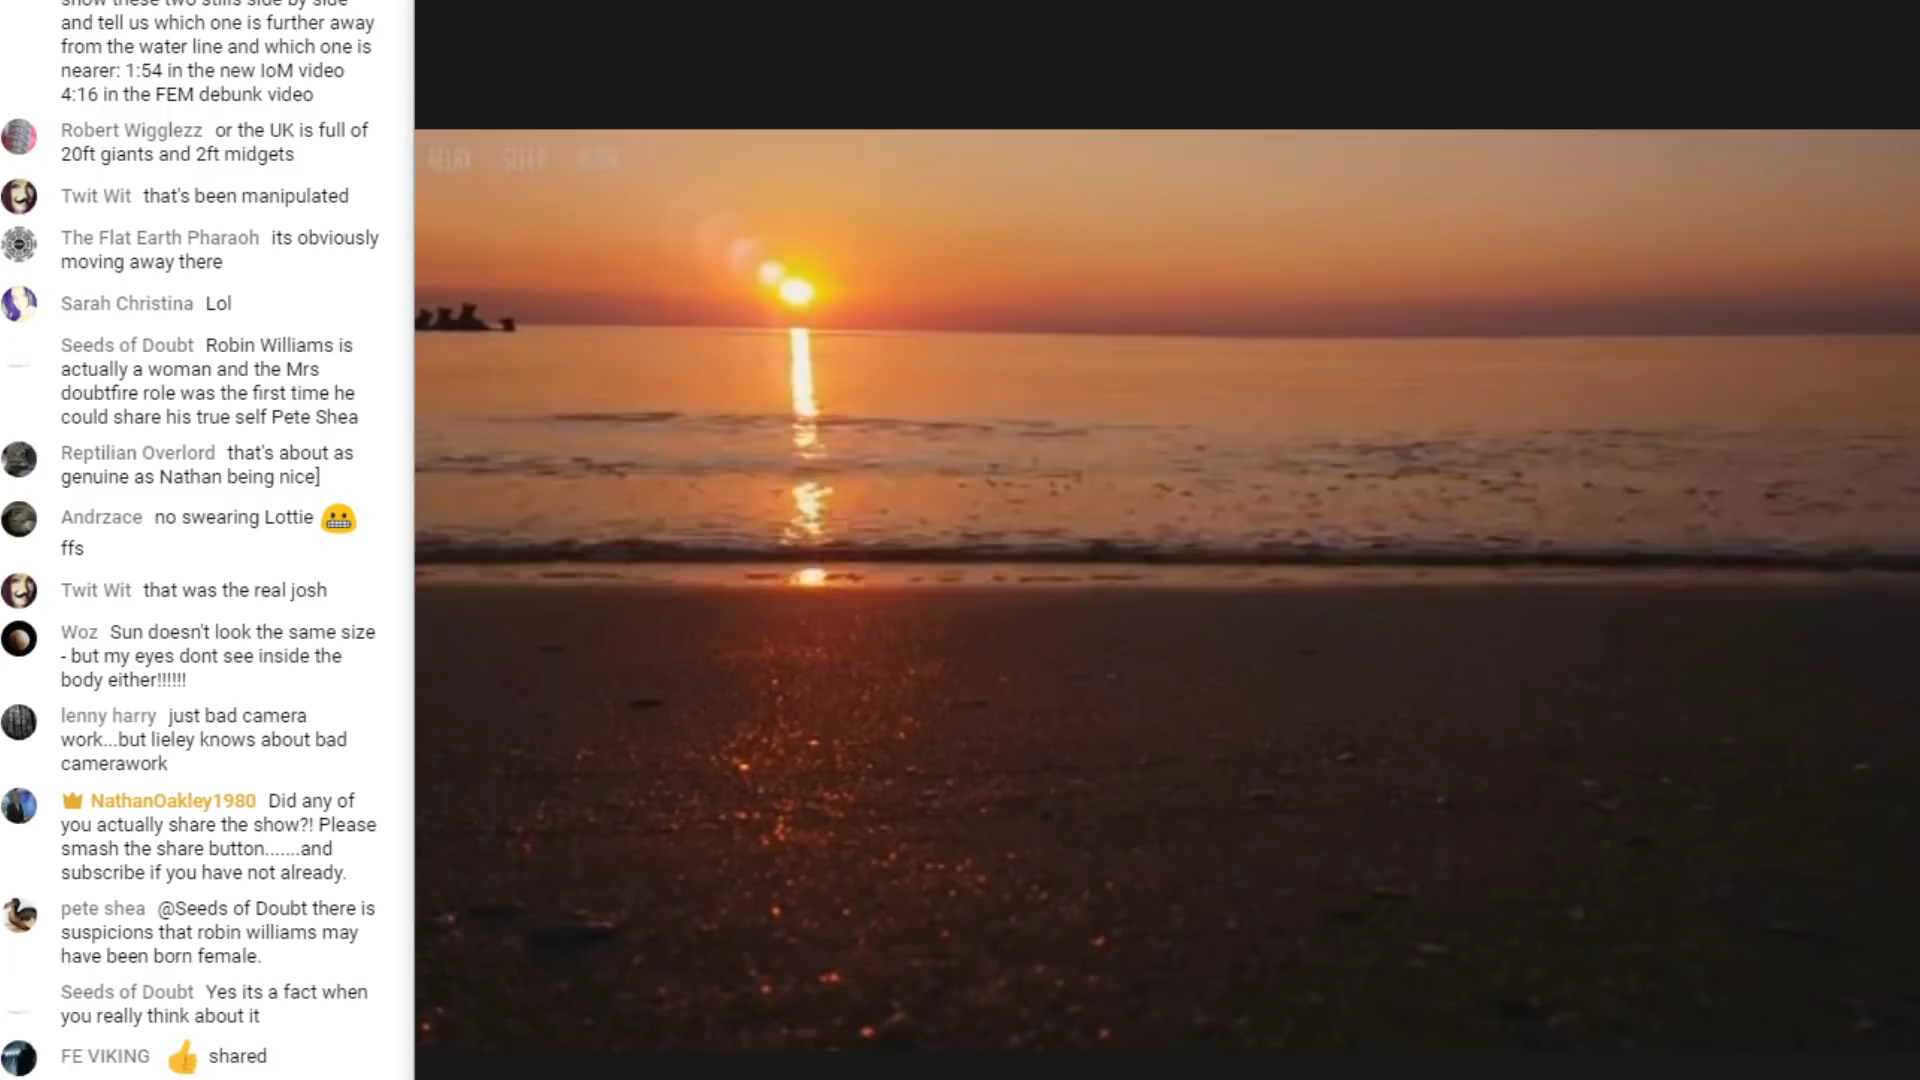 show these two stills side by side
and tell us which one is further away
from the water line and which one is
nearer: 1:54 in the new IoM video
4:16 in the FEM debunk video
Robert Wigglezz or the UK is full of
20ft giants and 2ft midgets
Twit Wit that's been manipulated
The Flat Earth Pharaoh its obviously
moving away there
Sarah Christina Lol
Seeds of Doubt Robin Williams is
actually a woman and the Mrs
doubtfire role was the first time he
could share his true self Pete Shea
Reptilian Overlord that's about as
genuine as Nathan being nice]
Andrzace no swearing Lottie 😬
ffs
Twit Wit that was the real josh
Woz Sun doesn't look the same size
- but my eyes dont see inside the
body either!!!!!!
lenny harry just bad camera
work...but lieley knows about bad
camerawork
NathanOakley1980 Did any of
you actually share the show?! Please
smash the share button.......and
subscribe if you have not already.
pete shea @Seeds of Doubt there is
suspicions that robin williams may
have been born female.
Seeds of Doubt Yes its a fact when
you really think about it
FE VIKING 👍 shared
RELAX SLEEP